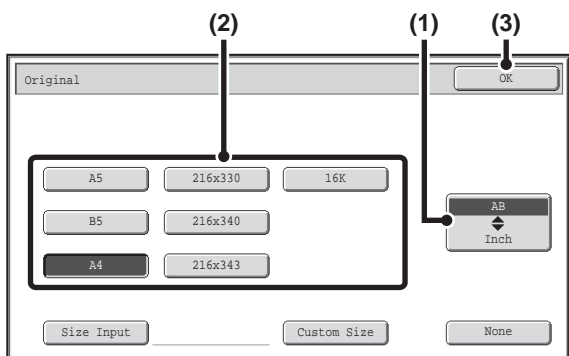 (2) (1) (3)
Original OK
A5 216x330 16K
AB
B5 216x340
Inch
A4 216x343
Size Input Custom Size None